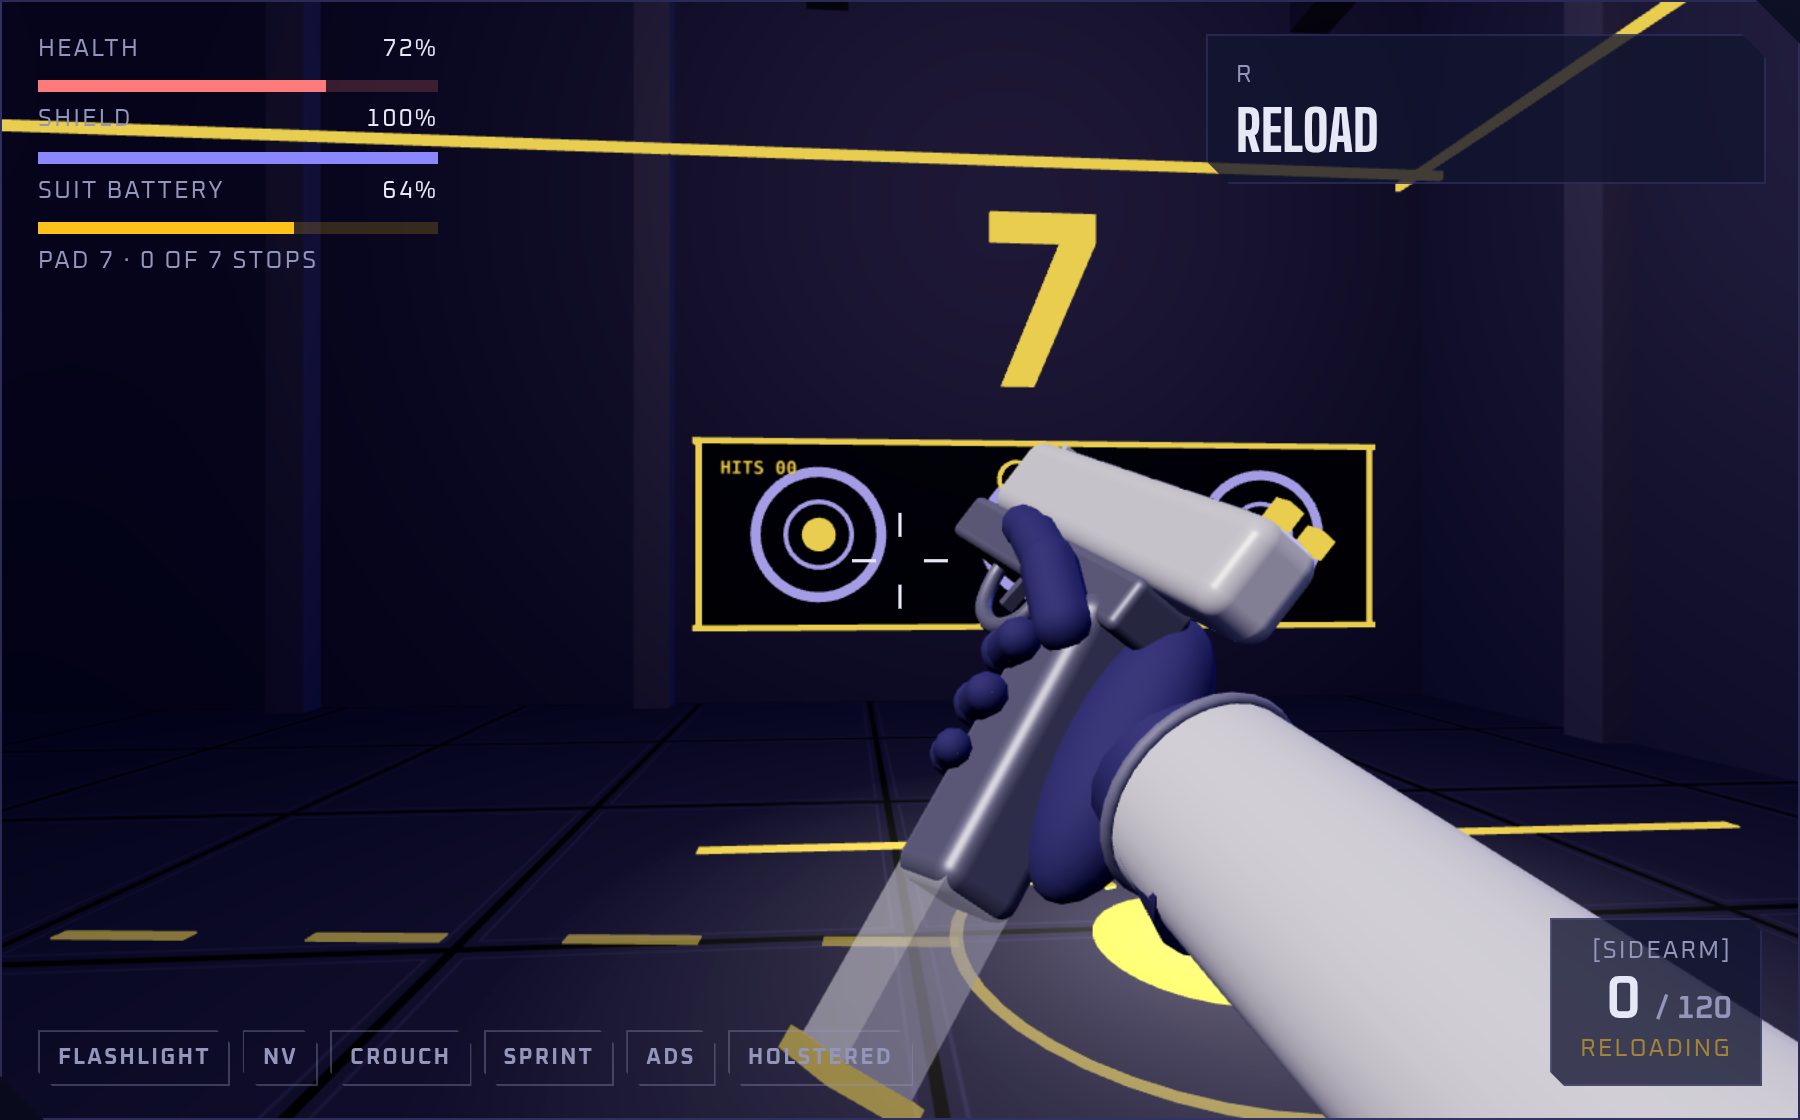 HEALTH 72%
SHIELD 100%
SUIT BATTERY 64%
PAD 7 · 0 OF 7 STOPS
R
RELOAD
7
HITS 00
[SIDEARM]
0 / 120
RELOADING
FLASHLIGHT NV CROUCH SPRINT ADS HOLSTERED